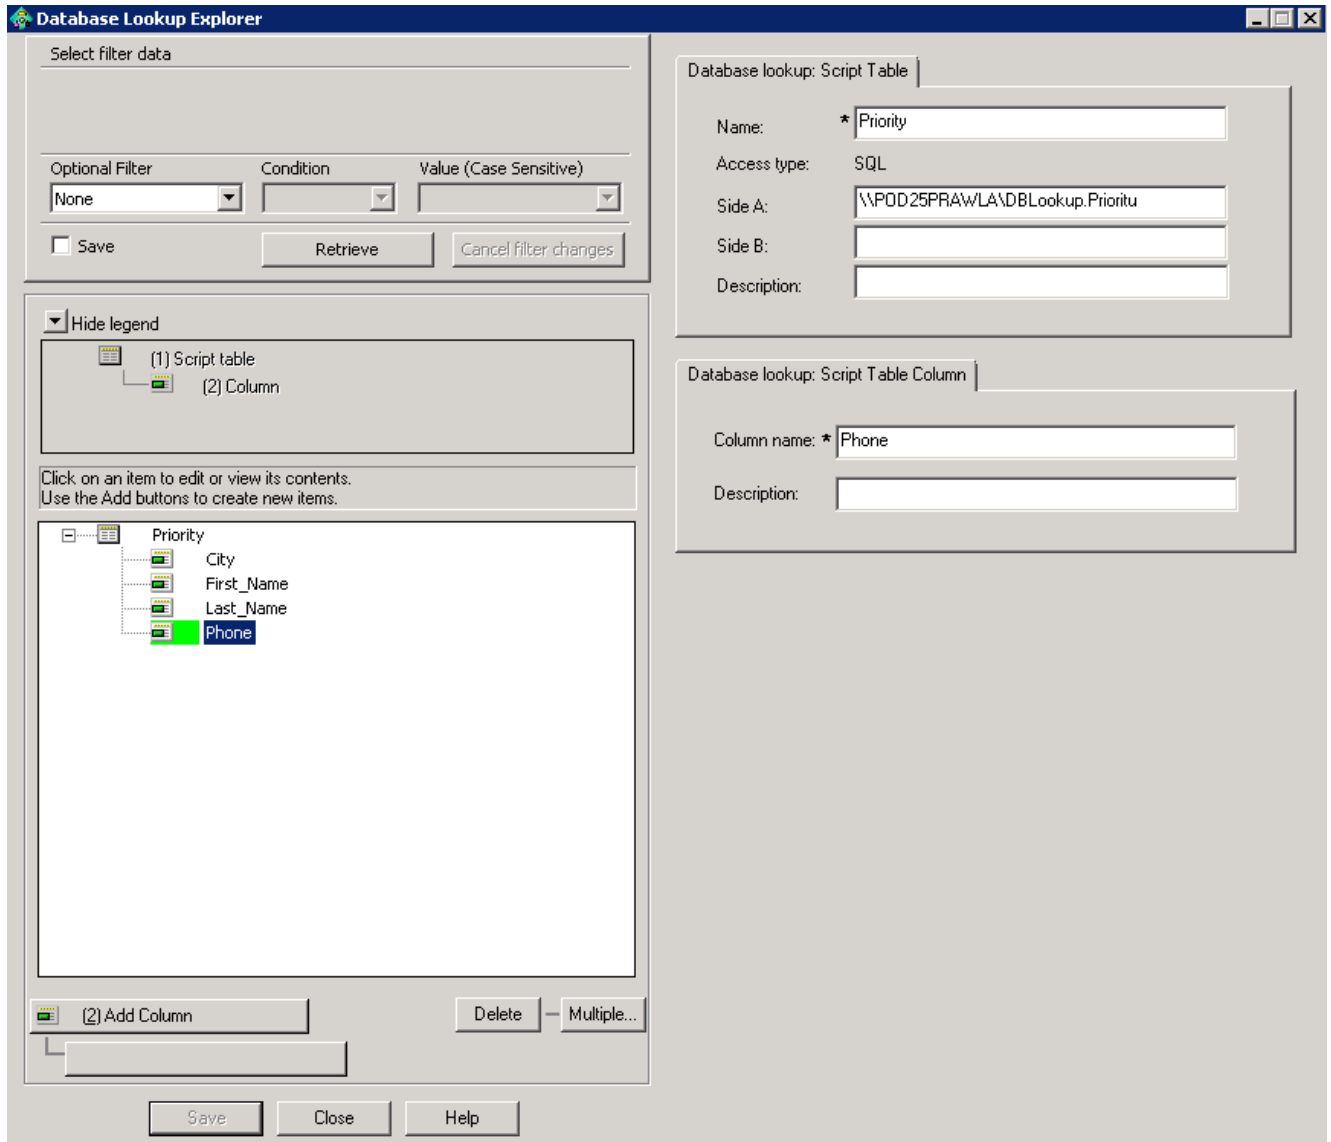 Database Lookup Explorer
Select filter data
Optional Filter Condition Value (Case Sensitive)
None
Save Retrieve Cancel filter changes
Hide legend
(1) Script table
(2) Column
Click on an item to edit or view its contents.
Use the Add buttons to create new items.
Priority
City
First_Name
Last_Name
Phone
(2) Add Column Delete Multiple...
Save Close Help
Database lookup: Script Table
Name: * Priority
Access type: SQL
Side A: \\POD25PRAWLA\DBLookup.Prioritu
Side B:
Description:
Database lookup: Script Table Column
Column name: * Phone
Description: